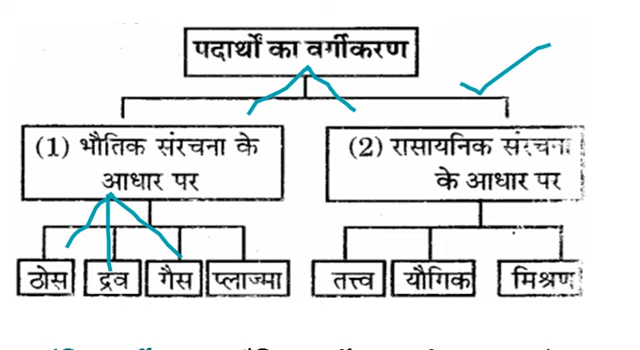 पदार्थों का वर्गीकरण
(1) भौतिक संरचना के
आधार पर
(2) रासायनिक संरचना
के आधार पर
ठोस द्रव गैस प्लाज्मा
तत्त्व यौगिक मिश्रण